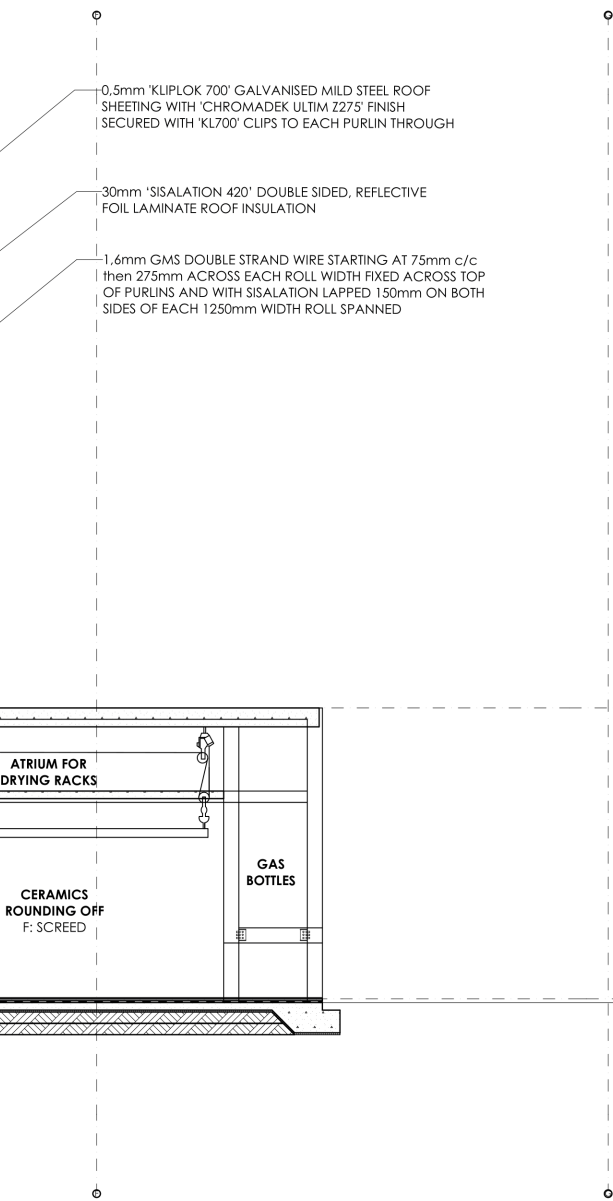 F
G
0,5mm 'KLIPLOK 700' GALVANISED MILD STEEL ROOF
SHEETING WITH 'CHROMADEK ULTIM Z275' FINISH
SECURED WITH 'KL700' CLIPS TO EACH PURLIN THROUGH
30mm ‘SISALATION 420’ DOUBLE SIDED, REFLECTIVE
FOIL LAMINATE ROOF INSULATION
1,6mm GMS DOUBLE STRAND WIRE STARTING AT 75mm c/c
then 275mm ACROSS EACH ROLL WIDTH FIXED ACROSS TOP
OF PURLINS AND WITH SISALATION LAPPED 150mm ON BOTH
SIDES OF EACH 1250mm WIDTH ROLL SPANNED
ATRIUM FOR
DRYING RACKS
GAS
BOTTLES
CERAMICS
ROUNDING OFF
F: SCREED
F
G